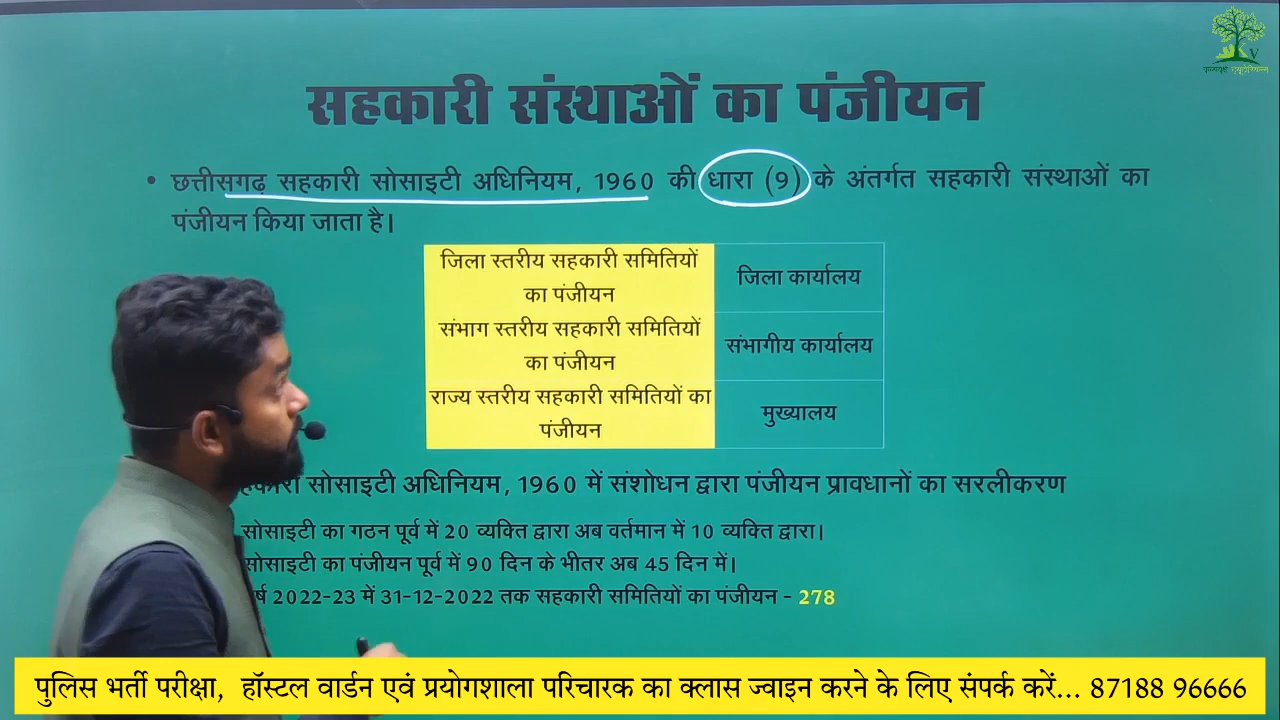 सहकारी संस्थाओं का पंजीयन
• छत्तीसगढ़ सहकारी सोसाइटी अधिनियम, 1960 की धारा (9) के अंतर्गत सहकारी संस्थाओं का
पंजीयन किया जाता है।
जिला स्तरीय सहकारी समितियों
का पंजीयन
जिला कार्यालय
संभाग स्तरीय सहकारी समितियों
का पंजीयन
संभागीय कार्यालय
राज्य स्तरीय सहकारी समितियों का
पंजीयन
मुख्यालय
सोसाइटी अधिनियम, 1960 में संशोधन द्वारा पंजीयन प्रावधानों का सरलीकरण
सोसाइटी का गठन पूर्व में 20 व्यक्ति द्वारा अब वर्तमान में 10 व्यक्ति द्वारा।
सोसाइटी का पंजीयन पूर्व में 90 दिन के भीतर अब 45 दिन में।
2022-23 में 31-12-2022 तक सहकारी समितियों का पंजीयन - 278
पुलिस भर्ती परीक्षा, हॉस्टल वार्डन एवं प्रयोगशाला परिचारक का क्लास ज्वाइन करने के लिए संपर्क करें... 87188 96666